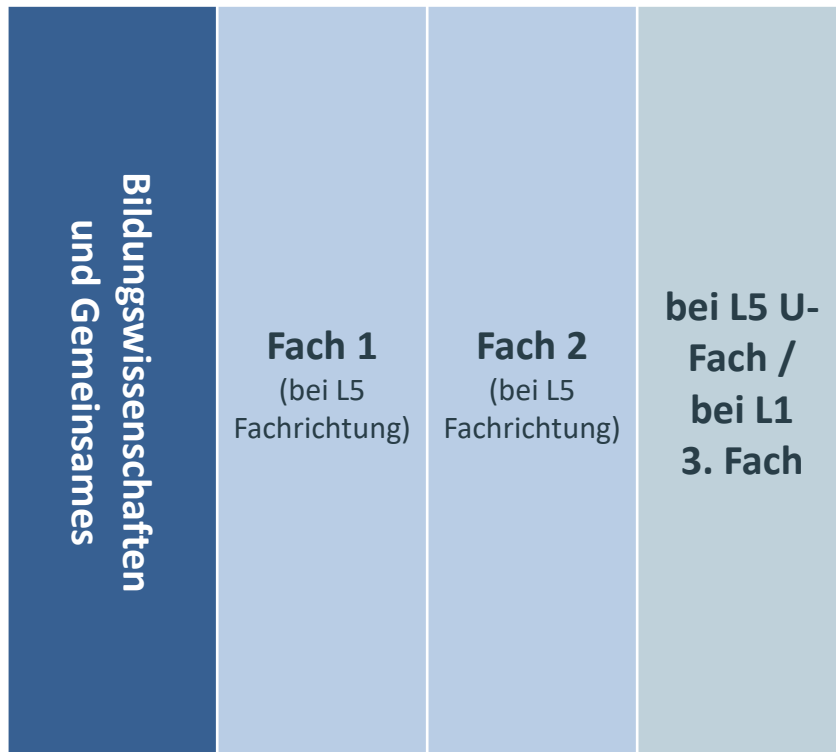 Bildungswissenschaften
und Gemeinsames
Fach 1
(bei L5
Fachrichtung)
Fach 2
(bei L5
Fachrichtung)
bei L5 U-
Fach /
bei L1
3. Fach